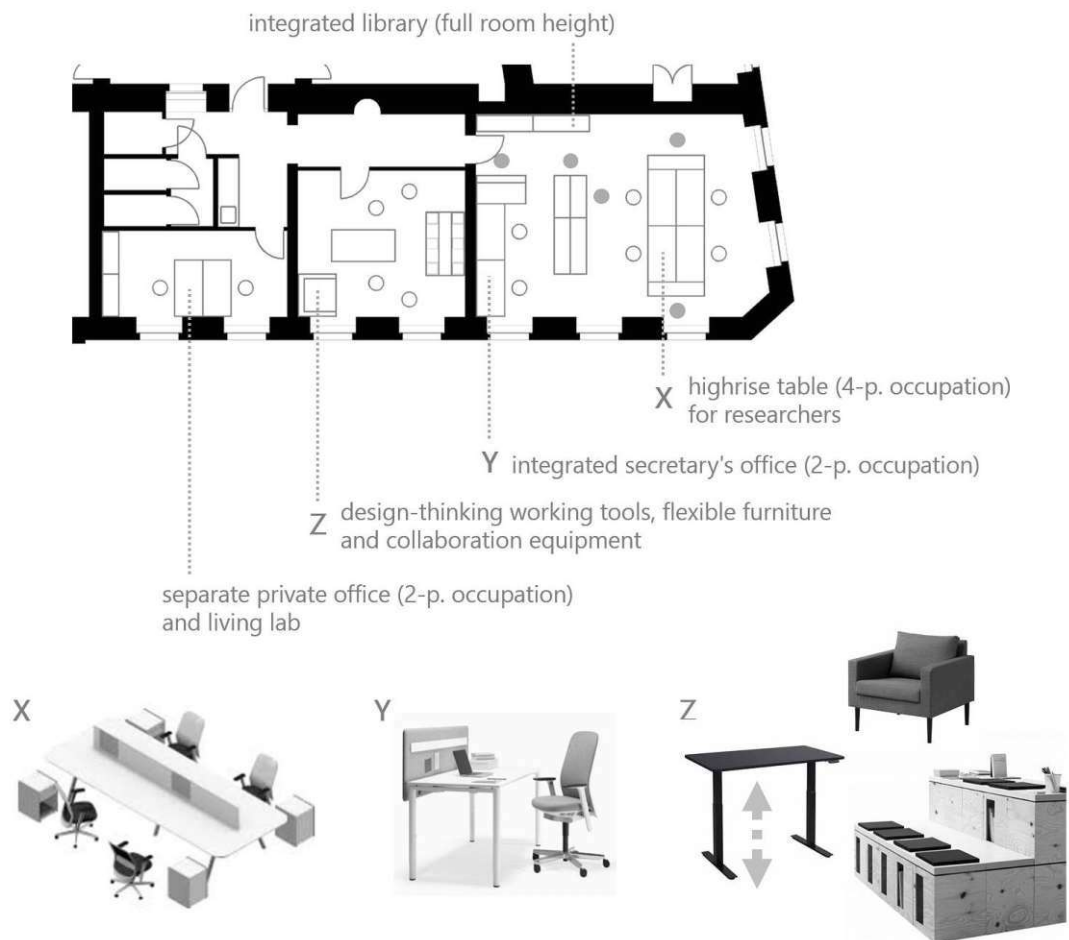 integrated library (full room height)
X highrise table (4-p. occupation)
for researchers
Y integrated secretary's office (2-p. occupation)
Z design-thinking working tools, flexible furniture
and collaboration equipment
separate private office (2-p. occupation)
and living lab
X
Y
Z